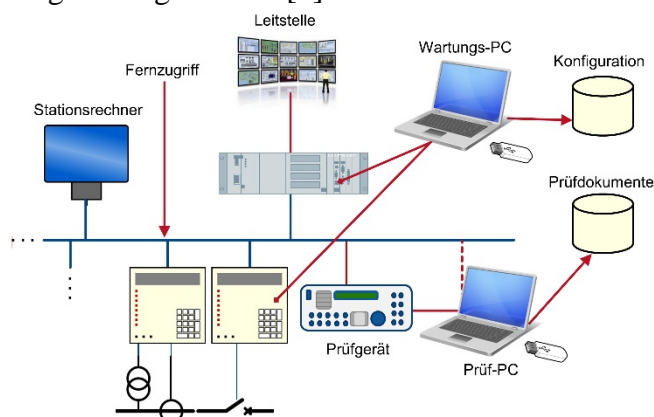 Leitstelle
Wartungs-PC
Konfiguration
Fernzugriff
Stationsrechner
Prüfdokumente
Prüfgerät
Prüf-PC